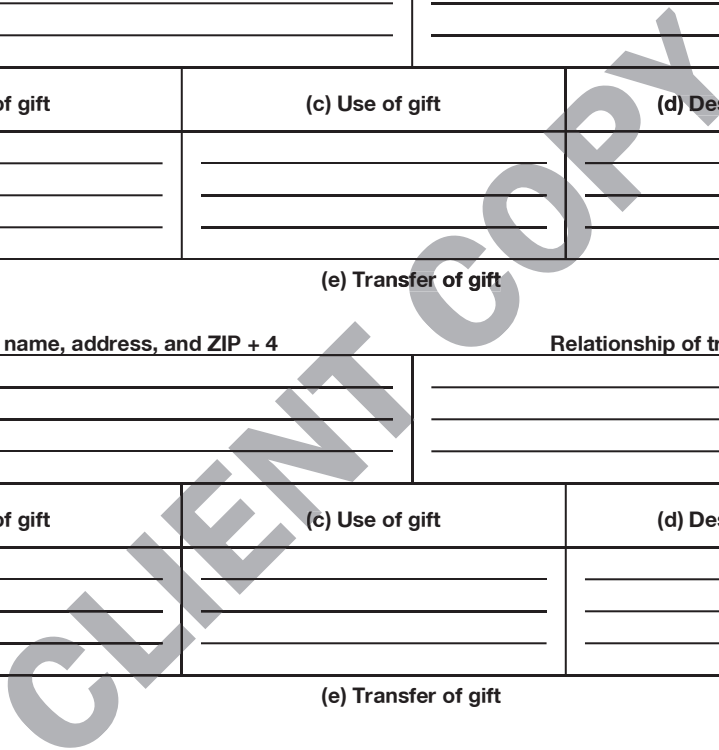 of gift (c) Use of gift (d) Des
(e) Transfer of gift
name, address, and ZIP + 4 Relationship of tr
of gift (c) Use of gift (d) Des
(e) Transfer of gift
CLIENT COPY